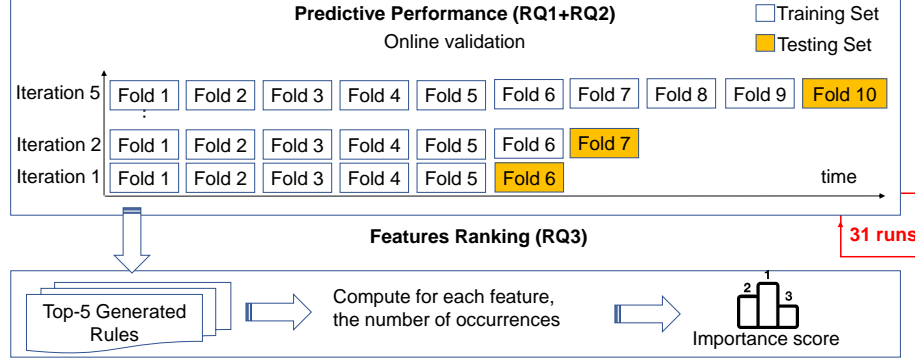 Predictive Performance (RQ1+RQ2)
Training Set
Online validation
Testing Set
Iteration 5 Fold 1 Fold 2 Fold 3 Fold 4 Fold 5 Fold 6 Fold 7 Fold 8 Fold 9 Fold 10
:
Iteration 2 Fold 1 Fold 2 Fold 3 Fold 4 Fold 5 Fold 6 Fold 7
Iteration 1 Fold 1 Fold 2 Fold 3 Fold 4 Fold 5 Fold 6
time
Features Ranking (RQ3)
31 runs
Top-5 Generated
Rules
Compute for each feature,
the number of occurrences
2 1 3
Importance score